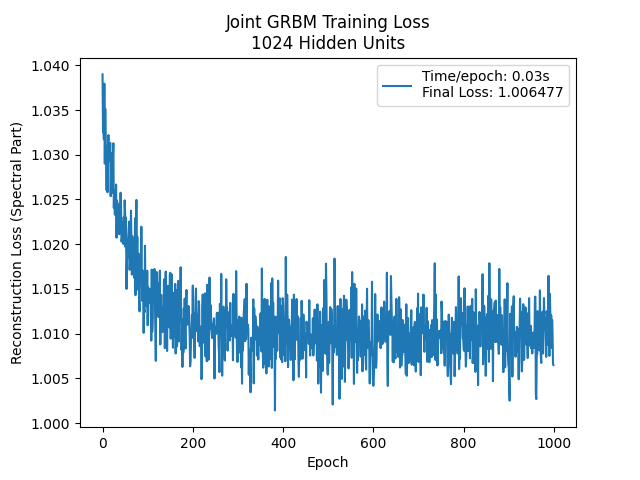 Joint GRBM Training Loss
1024 Hidden Units
Time/epoch: 0.03s
Final Loss: 1.006477
Reconstruction Loss (Spectral Part)
1.040
1.035
1.030
1.025
1.020
1.015
1.010
1.005
1.000
0
200
400
600
800
1000
Epoch